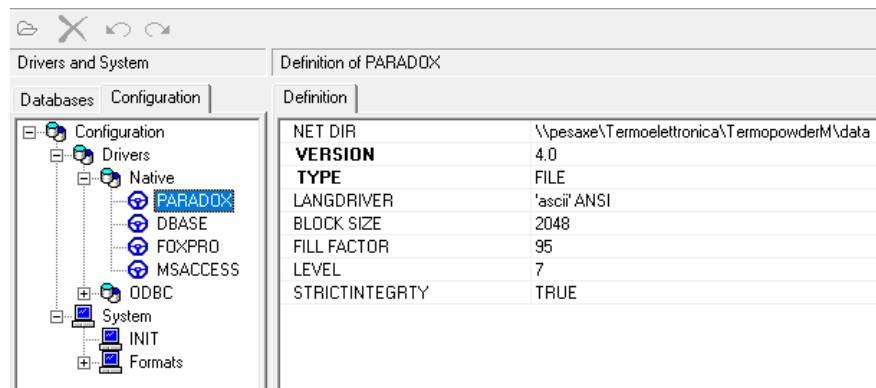 Drivers and System
Definition of PARADOX
Databases Configuration
Definition
Configuration
Drivers
Native
PARADOX
DBASE
FOXPRO
MSACCESS
ODBC
System
INIT
Formats
NET DIR \\pesaxe\Termoelettronica\TermopowderM\data
VERSION 4.0
TYPE FILE
LANGDRIVER 'ascii' ANSI
BLOCK SIZE 2048
FILL FACTOR 95
LEVEL 7
STRICTINTEGRTY TRUE